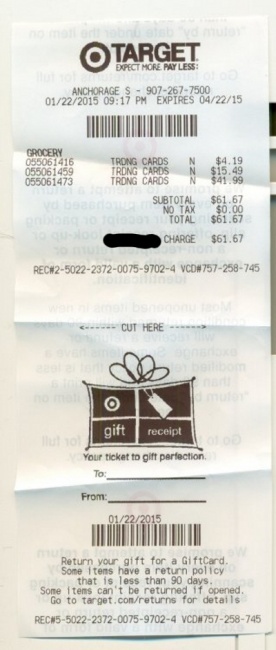 TARGET
EXPECT MORE. PAY LESS.
ANCHORAGE S - 907-267-7500
01/22/2015 09:17 PM EXPIRES 04/22/15
GROCERY
055061416 TRDNG CARDS N $4.19
055061459 TRDNG CARDS N $15.49
055061473 TRDNG CARDS N $41.99
SUBTOTAL $61.67
NO TAX $0.00
TOTAL $61.67
CHARGE $61.67
REC#2-5022-2372-0075-9702-4 VCD#757-258-745
<------ CUT HERE ------>
gift receipt
Your ticket to gift perfection.
To:
From:
01/22/2015
Return your gift for a GiftCard.
Some items have a return policy
that is less than 90 days.
Some items can't be returned if opened.
Go to target.com/returns for details
REC#5-5022-2372-0075-9702-4 VCD#757-258-745